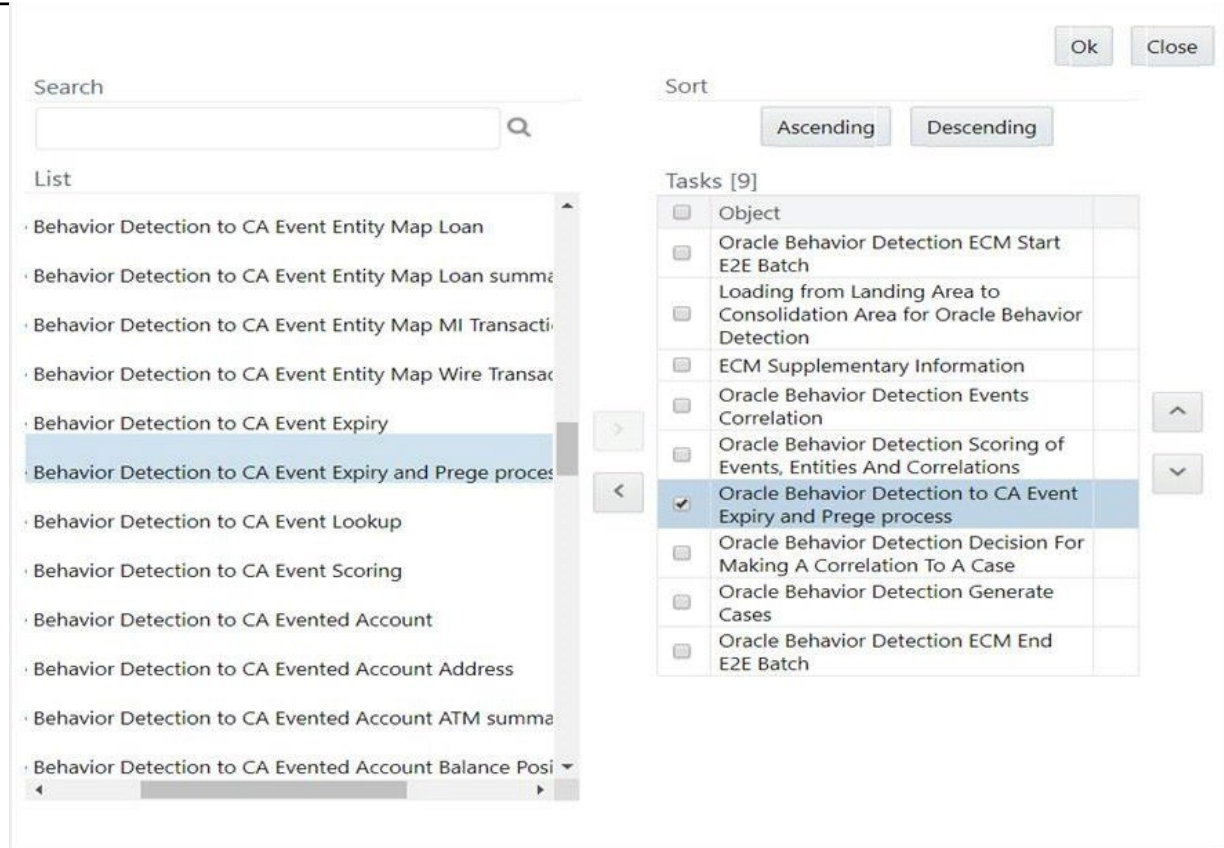 Ok Close
Search
Sort
Ascending Descending
List
Tasks [9]
Behavior Detection to CA Event Entity Map Loan
Behavior Detection to CA Event Entity Map Loan summa
Behavior Detection to CA Event Entity Map MI Transacti
Behavior Detection to CA Event Entity Map Wire Transac
Behavior Detection to CA Event Expiry
Behavior Detection to CA Event Expiry and Prege proces
Behavior Detection to CA Event Lookup
Behavior Detection to CA Event Scoring
Behavior Detection to CA Evented Account
Behavior Detection to CA Evented Account Address
Behavior Detection to CA Evented Account ATM summa
Behavior Detection to CA Evented Account Balance Posi
Object
Oracle Behavior Detection ECM Start
E2E Batch
Loading from Landing Area to
Consolidation Area for Oracle Behavior
Detection
ECM Supplementary Information
Oracle Behavior Detection Events
Correlation
Oracle Behavior Detection Scoring of
Events, Entities And Correlations
Oracle Behavior Detection to CA Event
Expiry and Prege process
Oracle Behavior Detection Decision For
Making A Correlation To A Case
Oracle Behavior Detection Generate
Cases
Oracle Behavior Detection ECM End
E2E Batch